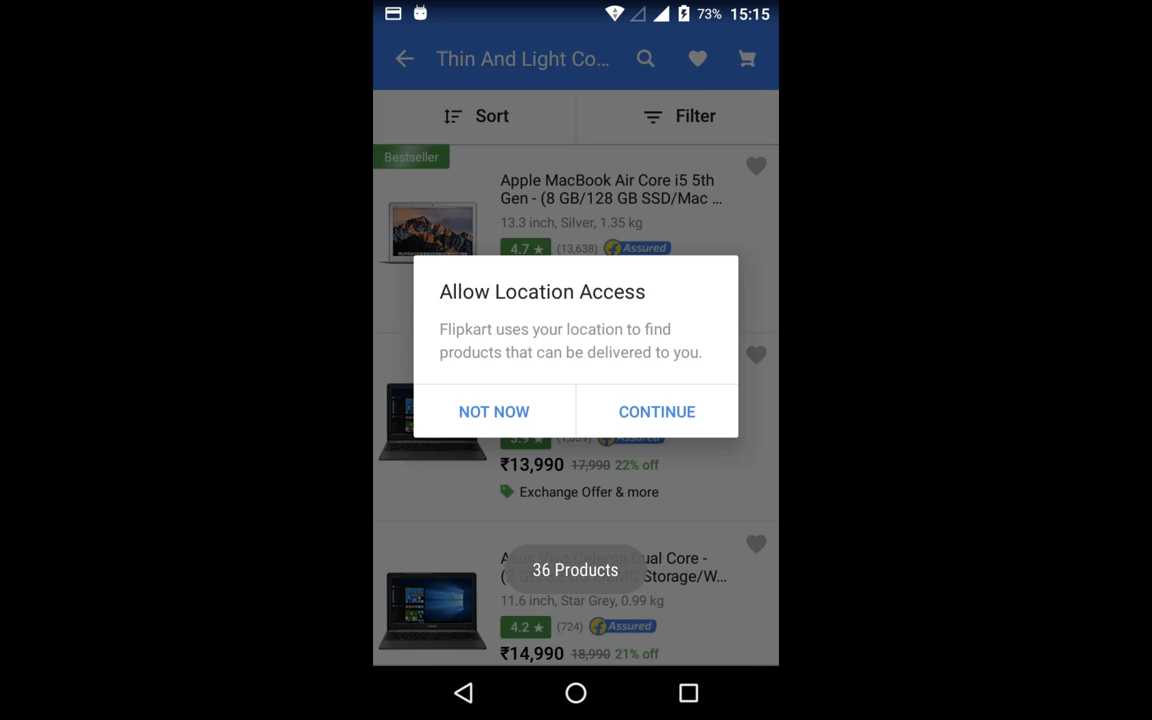 73% 15:15
Thin And Light Co...
Sort
Filter
Bestseller
Apple MacBook Air Core i5 5th
Gen - (8 GB/128 GB SSD/Mac ...
13.3 inch, Silver, 1.35 kg
4.7 ★ (13,638) Assured
Allow Location Access
Flipkart uses your location to find
products that can be delivered to you.
NOT NOW
CONTINUE
3.9 ★ Assured
₹13,990 17,990 22% off
Exchange Offer & more
Asus Vivo Celeron Dual Core -
Storage/W...
36 Products
11.6 inch, Star Grey, 0.99 kg
4.2 ★ (724) Assured
₹14,990 18,990 21% off